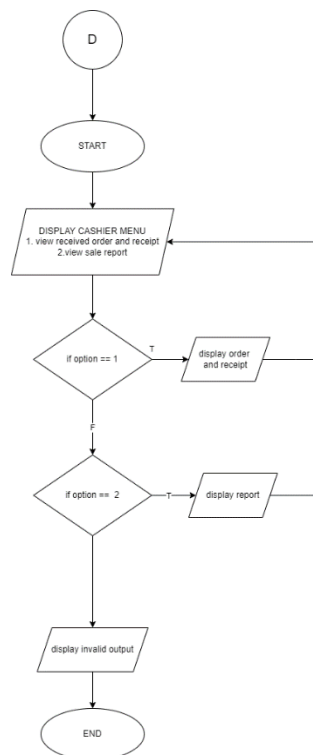 D
START
DISPLAY CASHIER MENU
1. view received order and receipt
2.view sale report
if option == 1
T
display order
and receipt
F
if option == 2
T
display report
display invalid output
END